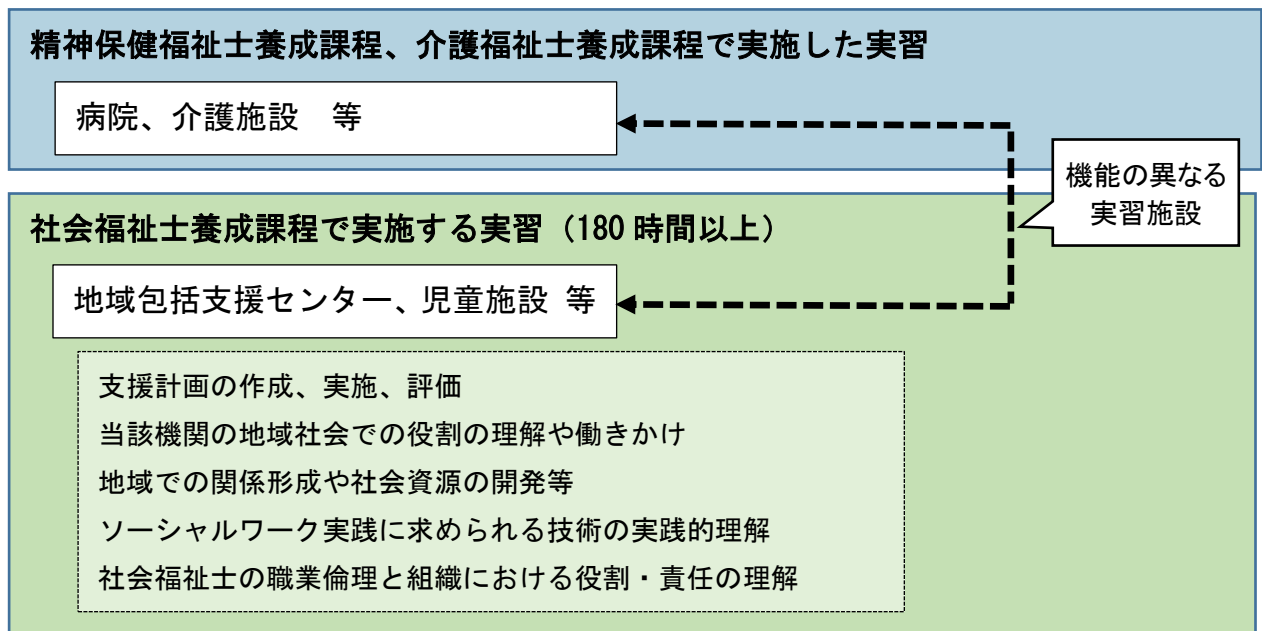 精神保健福祉士養成課程、介護福祉士養成課程で実施した実習
病院、介護施設　等
機能の異なる
実習施設
社会福祉士養成課程で実施する実習（180 時間以上）
地域包括支援センター、児童施設 等
支援計画の作成、実施、評価
当該機関の地域社会での役割の理解や働きかけ
地域での関係形成や社会資源の開発等
ソーシャルワーク実践に求められる技術の実践的理解
社会福祉士の職業倫理と組織における役割・責任の理解